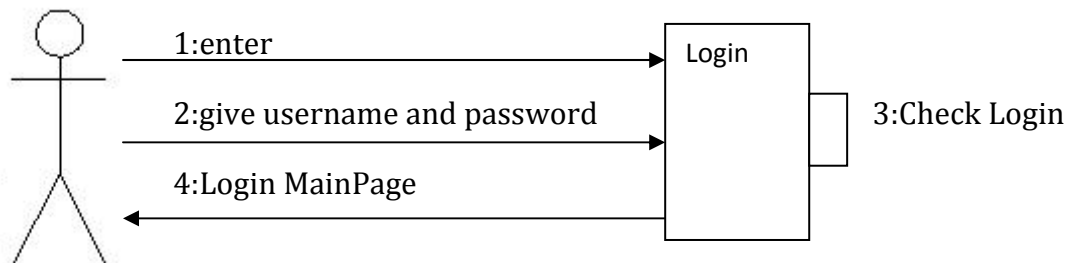 1:enter
Login
2:give username and password
3:Check Login
4:Login MainPage